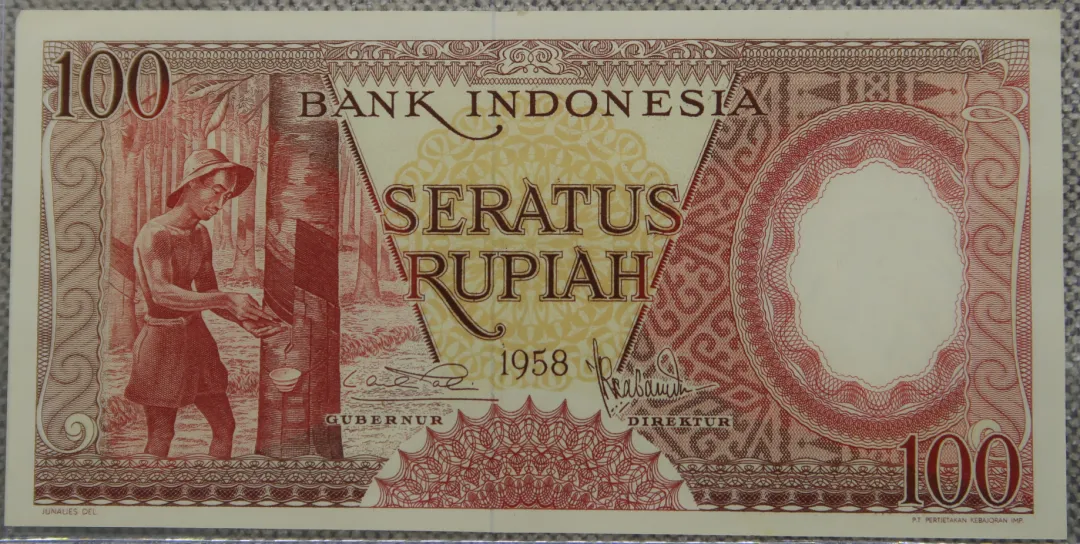 100
BANK INDONESIA
SERATUS
RUPIAH
1958
GUBERNUR
DIREKTUR
100
JUNALIES DEL.
P.T. PERTJETAKAN KEBAJORAN IMP.